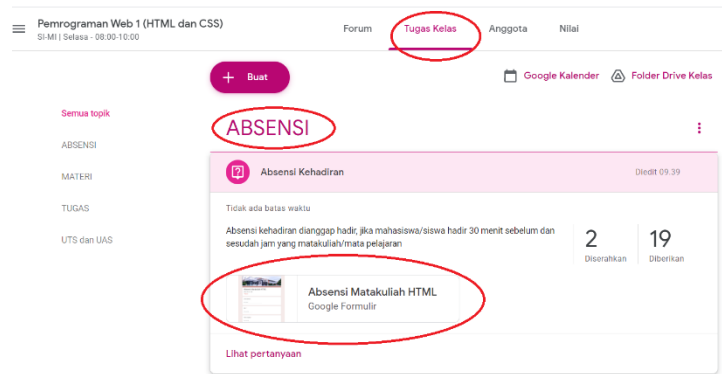 Pemrograman Web 1 (HTML dan CSS)
SI-MI | Selasa - 08:00-10:00
Forum
Tugas Kelas
Anggota
Nilai
+ Buat
Google Kalender
Folder Drive Kelas
Semua topik
ABSENSI
MATERI
TUGAS
UTS dan UAS
ABSENSI
Absensi Kehadiran
Diedit 09.39
Tidak ada batas waktu
Absensi kehadiran dianggap hadir, jika mahasiswa/siswa hadir 30 menit sebelum dan
sesudah jam yang matakuliah/mata pelajaran
2
Diserahkan
19
Diberikan
Absensi Matakuliah HTML
Google Formulir
Lihat pertanyaan